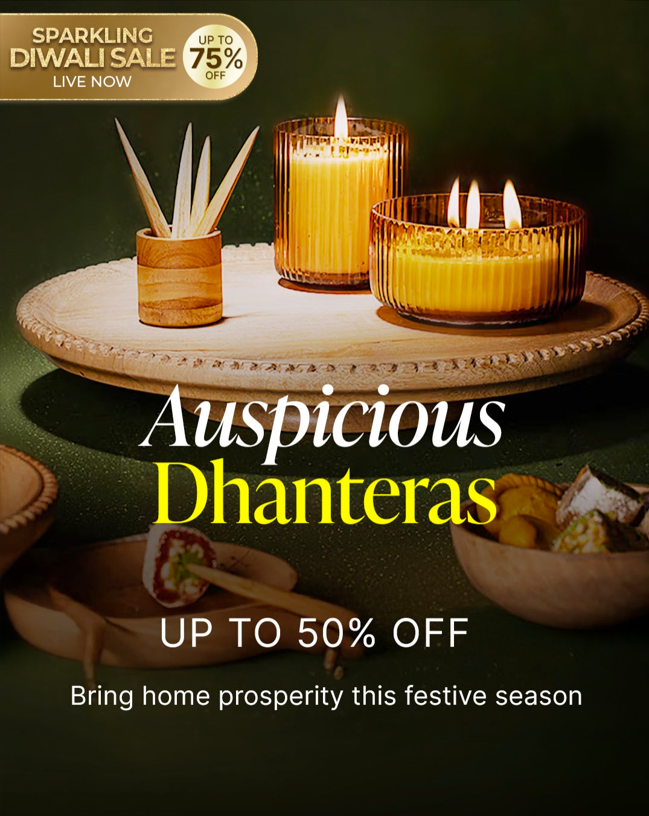 SPARKLING
DIWALI SALE
LIVE NOW
UP TO
75%
OFF
Auspicious
Dhanteras
UP TO 50% OFF
Bring home prosperity this festive season